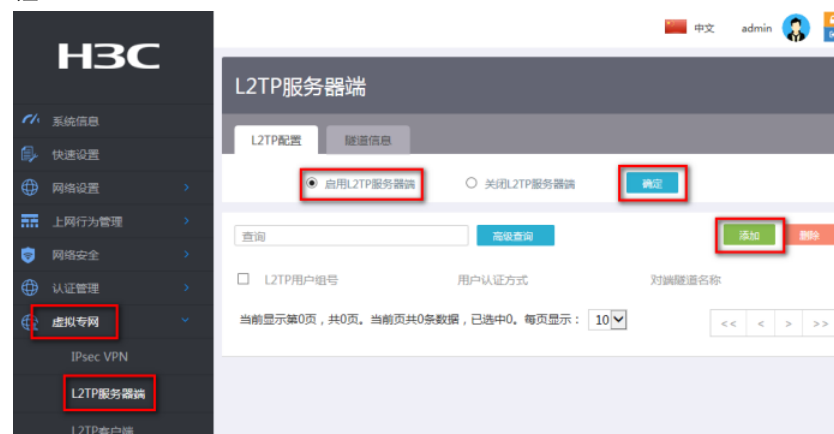 中文 admin
H3C
L2TP服务器端
系统信息
L2TP配置 隧道信息
快速设置
启用L2TP服务器端 关闭L2TP服务器端 确定
网络设置
上网行为管理
查询 高级查询 添加 删除
网络安全
L2TP用户组号 用户认证方式 对端隧道名称
认证管理
虚拟专网
当前显示第0页，共0页。当前页共0条数据，已选中0。每页显示： 10 << < > >>
IPsec VPN
L2TP服务器端
L2TP客户端